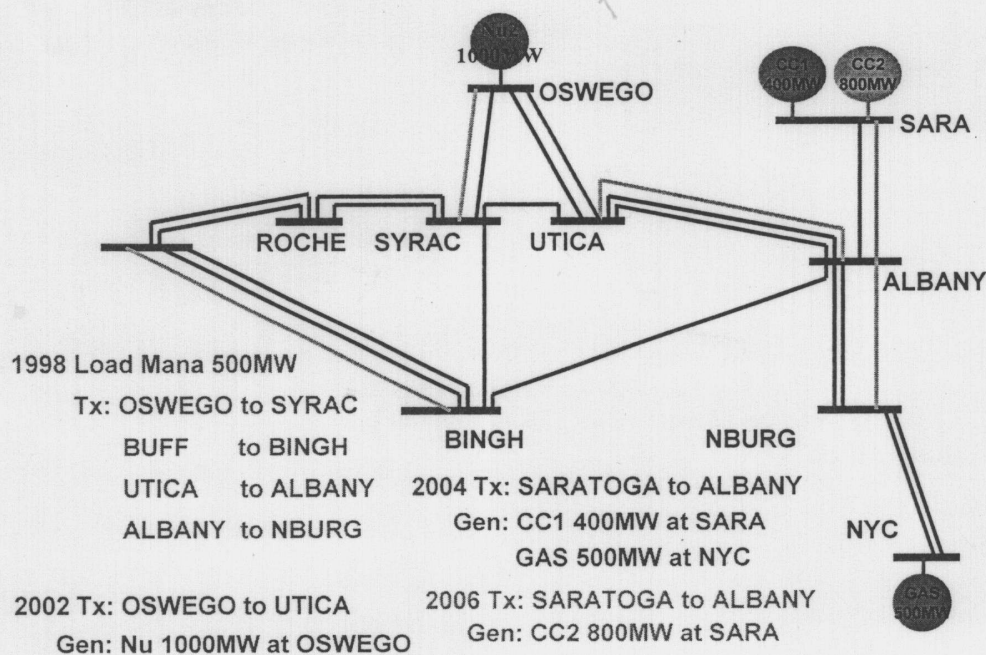 Nu2
1000MW
OSWEGO
CC1
400MW
CC2
800MW
SARA
ROCHE
SYRAC
UTICA
ALBANY
1998 Load Mana 500MW
Tx: OSWEGO to SYRAC
BUFF to BINGH
UTICA to ALBANY
ALBANY to NBURG
BINGH
NBURG
2004 Tx: SARATOGA to ALBANY
Gen: CC1 400MW at SARA
GAS 500MW at NYC
NYC
2002 Tx: OSWEGO to UTICA
Gen: Nu 1000MW at OSWEGO
2006 Tx: SARATOGA to ALBANY
Gen: CC2 800MW at SARA
GAS
500MW